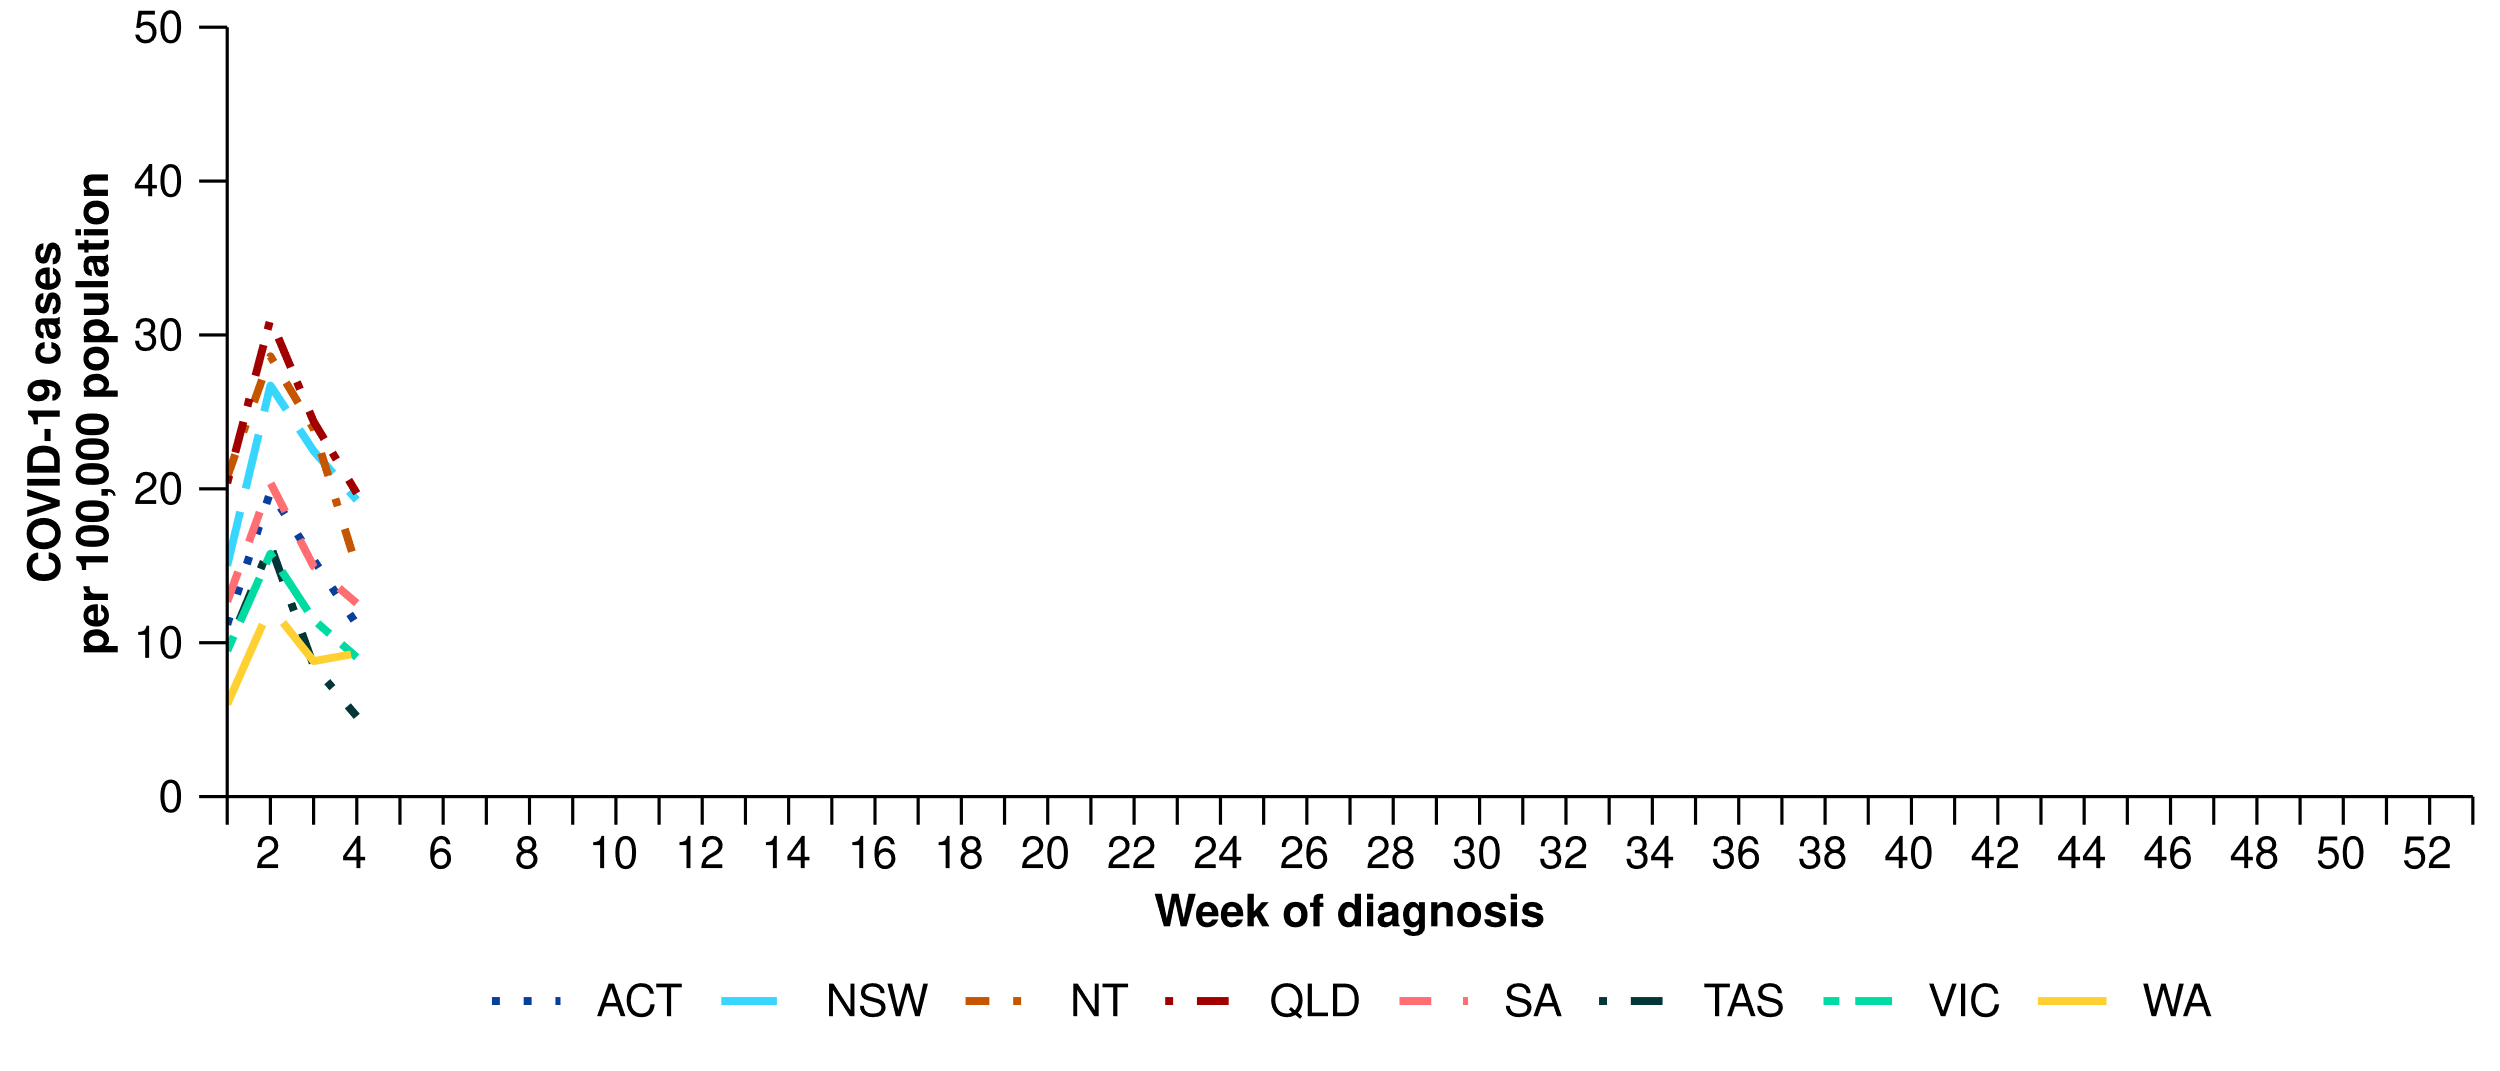 50
40
30
20
10
0
COVID-19 cases
per 100,000 population
2 4 6 8 10 12 14 16 18 20 22 24 26 28 30 32 34 36 38 40 42 44 46 48 50 52
Week of diagnosis
ACT NSW NT QLD SA TAS VIC WA